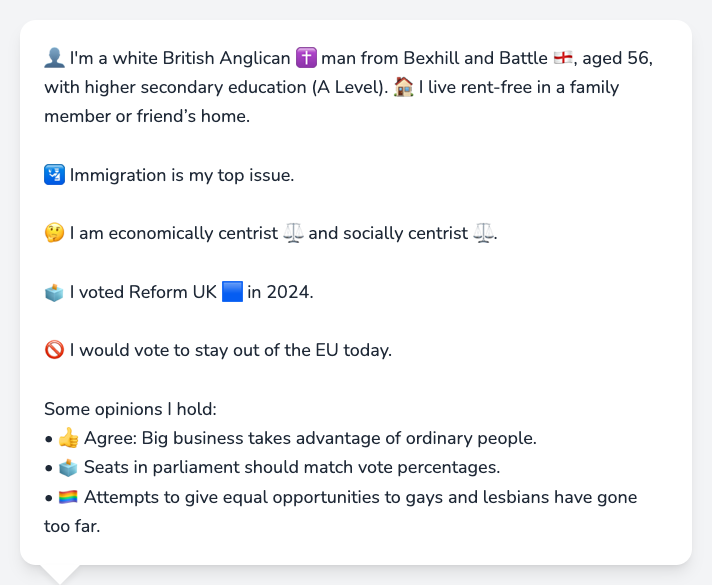 👤 I'm a white British Anglican ✝️ man from Bexhill and Battle 🏴󠁧󠁢󠁥󠁮󠁧󠁿, aged 56,
with higher secondary education (A Level). 🏠 I live rent-free in a family
member or friend’s home.
🛂 Immigration is my top issue.
🤔 I am economically centrist ⚖️ and socially centrist ⚖️.
🗳️ I voted Reform UK 🟦 in 2024.
🚫 I would vote to stay out of the EU today.
Some opinions I hold:
• 👍 Agree: Big business takes advantage of ordinary people.
• 🗳️ Seats in parliament should match vote percentages.
• 🏳️‍🌈 Attempts to give equal opportunities to gays and lesbians have gone
too far.